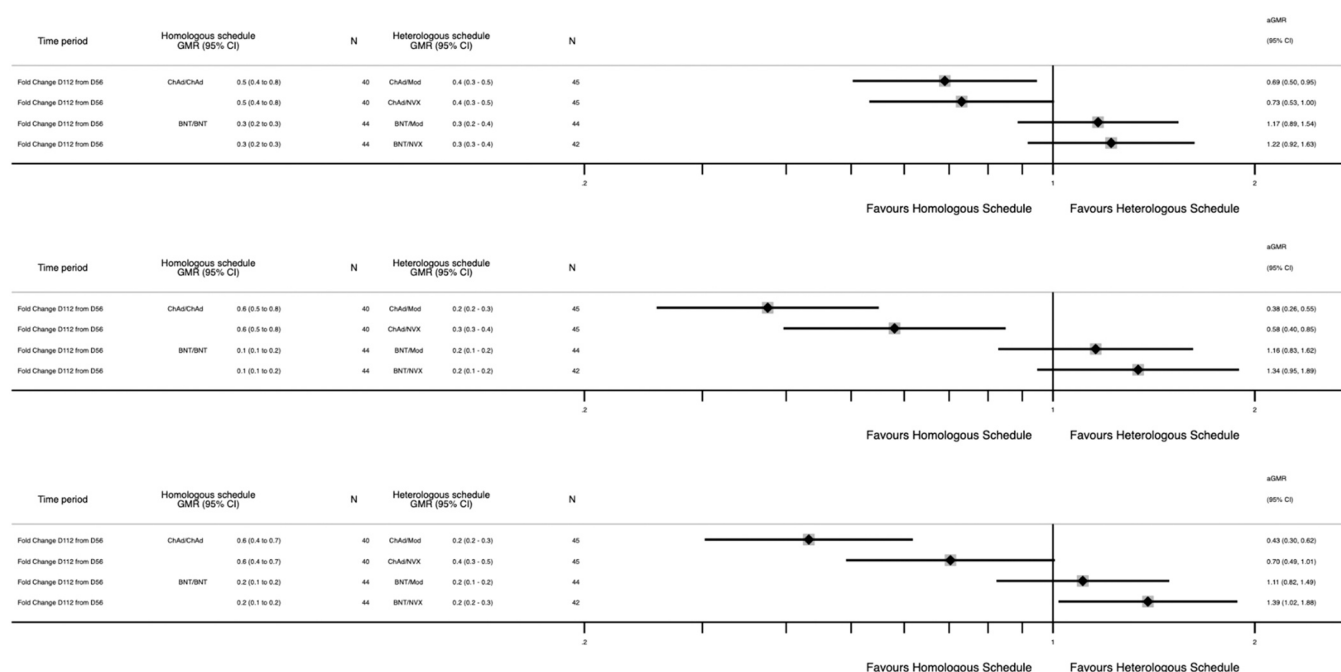 aGMR
Time period Homologous schedule N Heterologous schedule N (95% CI)
GMR (95% CI) GMR (95% CI)
Fold Change D112 from D56 ChAd/ChAd 0.5 (0.4 to 0.8) 40 ChAd/Mod 0.4 (0.3 - 0.5) 45 0.69 (0.50, 0.95)
Fold Change D112 from D56 0.5 (0.4 to 0.8) 40 ChAd/NVX 0.4 (0.3 - 0.5) 45 0.73 (0.53, 1.00)
Fold Change D112 from D56 BNT/BNT 0.3 (0.2 to 0.3) 44 BNT/Mod 0.3 (0.2 - 0.4) 44 1.17 (0.89, 1.54)
Fold Change D112 from D56 0.3 (0.2 to 0.3) 44 BNT/NVX 0.3 (0.3 - 0.4) 42 1.22 (0.92, 1.63)
.2 1 2
Favours Homologous Schedule Favours Heterologous Schedule
aGMR
Time period Homologous schedule N Heterologous schedule N (95% CI)
GMR (95% CI) GMR (95% CI)
Fold Change D112 from D56 ChAd/ChAd 0.6 (0.5 to 0.8) 40 ChAd/Mod 0.2 (0.2 - 0.3) 45 0.38 (0.26, 0.55)
Fold Change D112 from D56 0.6 (0.5 to 0.8) 40 ChAd/NVX 0.3 (0.3 - 0.4) 45 0.58 (0.40, 0.85)
Fold Change D112 from D56 BNT/BNT 0.1 (0.1 to 0.2) 44 BNT/Mod 0.2 (0.1 - 0.2) 44 1.16 (0.83, 1.62)
Fold Change D112 from D56 0.1 (0.1 to 0.2) 44 BNT/NVX 0.2 (0.1 - 0.2) 42 1.34 (0.95, 1.89)
.2 1 2
Favours Homologous Schedule Favours Heterologous Schedule
aGMR
Time period Homologous schedule N Heterologous schedule N (95% CI)
GMR (95% CI) GMR (95% CI)
Fold Change D112 from D56 ChAd/ChAd 0.6 (0.4 to 0.7) 40 ChAd/Mod 0.2 (0.2 - 0.3) 45 0.43 (0.30, 0.62)
Fold Change D112 from D56 0.6 (0.4 to 0.7) 40 ChAd/NVX 0.4 (0.3 - 0.5) 45 0.70 (0.49, 1.01)
Fold Change D112 from D56 BNT/BNT 0.2 (0.1 to 0.2) 44 BNT/Mod 0.2 (0.1 - 0.2) 44 1.11 (0.82, 1.49)
Fold Change D112 from D56 0.2 (0.1 to 0.2) 44 BNT/NVX 0.2 (0.2 - 0.3) 42 1.39 (1.02, 1.88)
.2 1 2
Favours Homologous Schedule Favours Heterologous Schedule